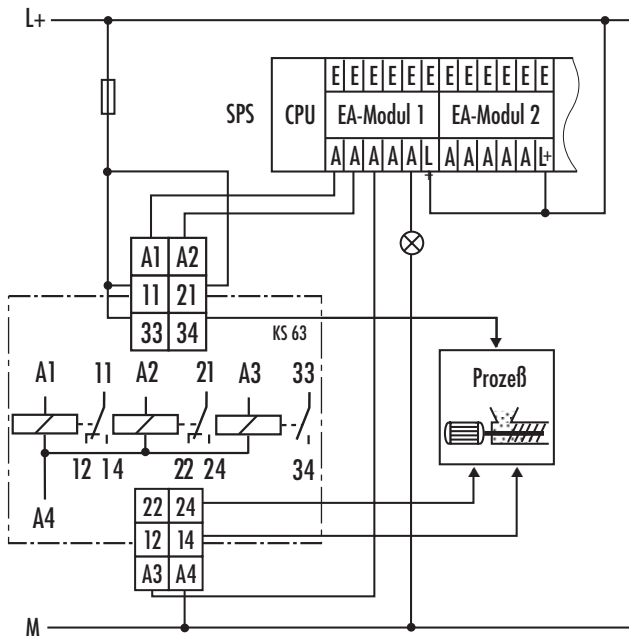 L+
E E E E E E E E E E E E
SPS CPU EA-Modul 1 EA-Modul 2
A A A A A L+ A A A A A L+
A1 A2
11 21
33 34
KS 63
A1 11 A2 21 A3 33
Prozeß
12 14 22 24 34
A4
22 24
12 14
A3 A4
M